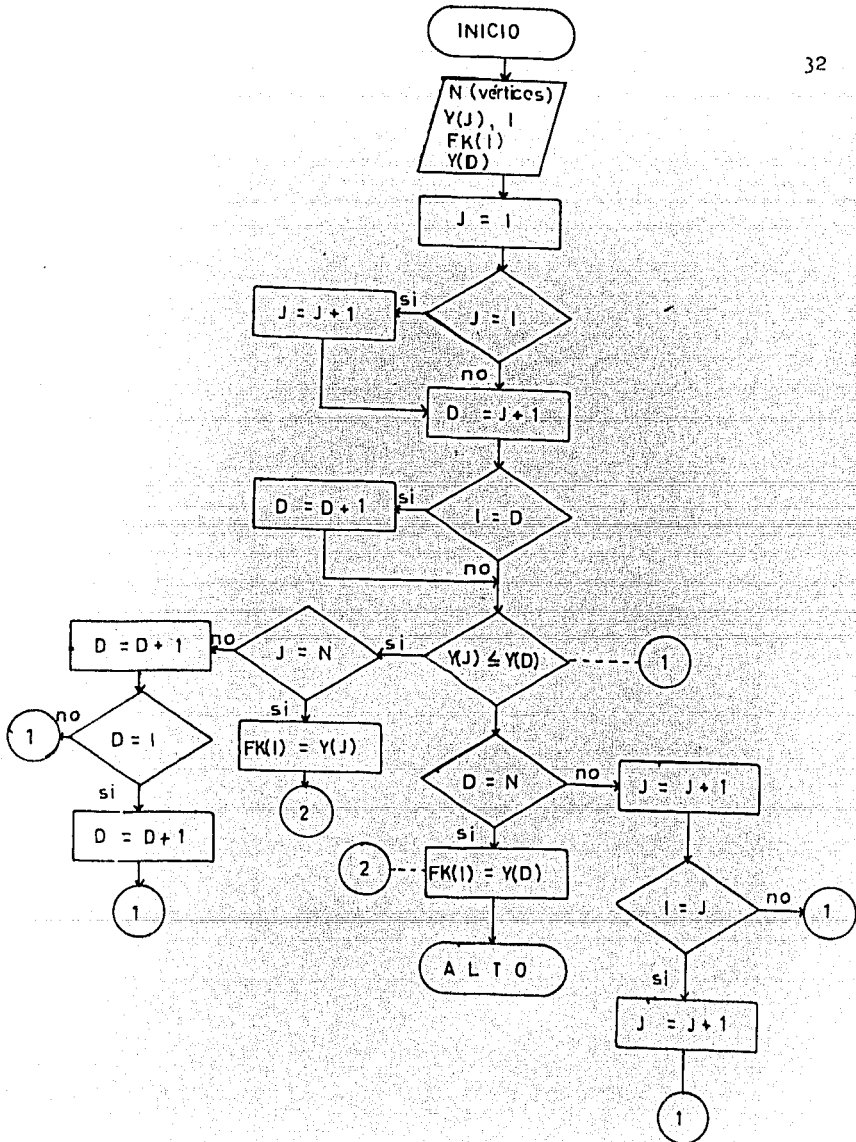 INICIO
32
N (vértices)
Y(J), I
FK(I)
Y(D)
J = 1
J = I
si
J = J + 1
no
D = J + 1
I = D
si
D = D + 1
no
Y(J) ≤ Y(D)
1
si
J = N
no
D = D + 1
si
FK(I) = Y(J)
2
D = I
no
1
si
D = D + 1
1
D = N
no
J = J + 1
si
FK(I) = Y(D)
2
ALTO
I = J
no
1
si
J = J + 1
1